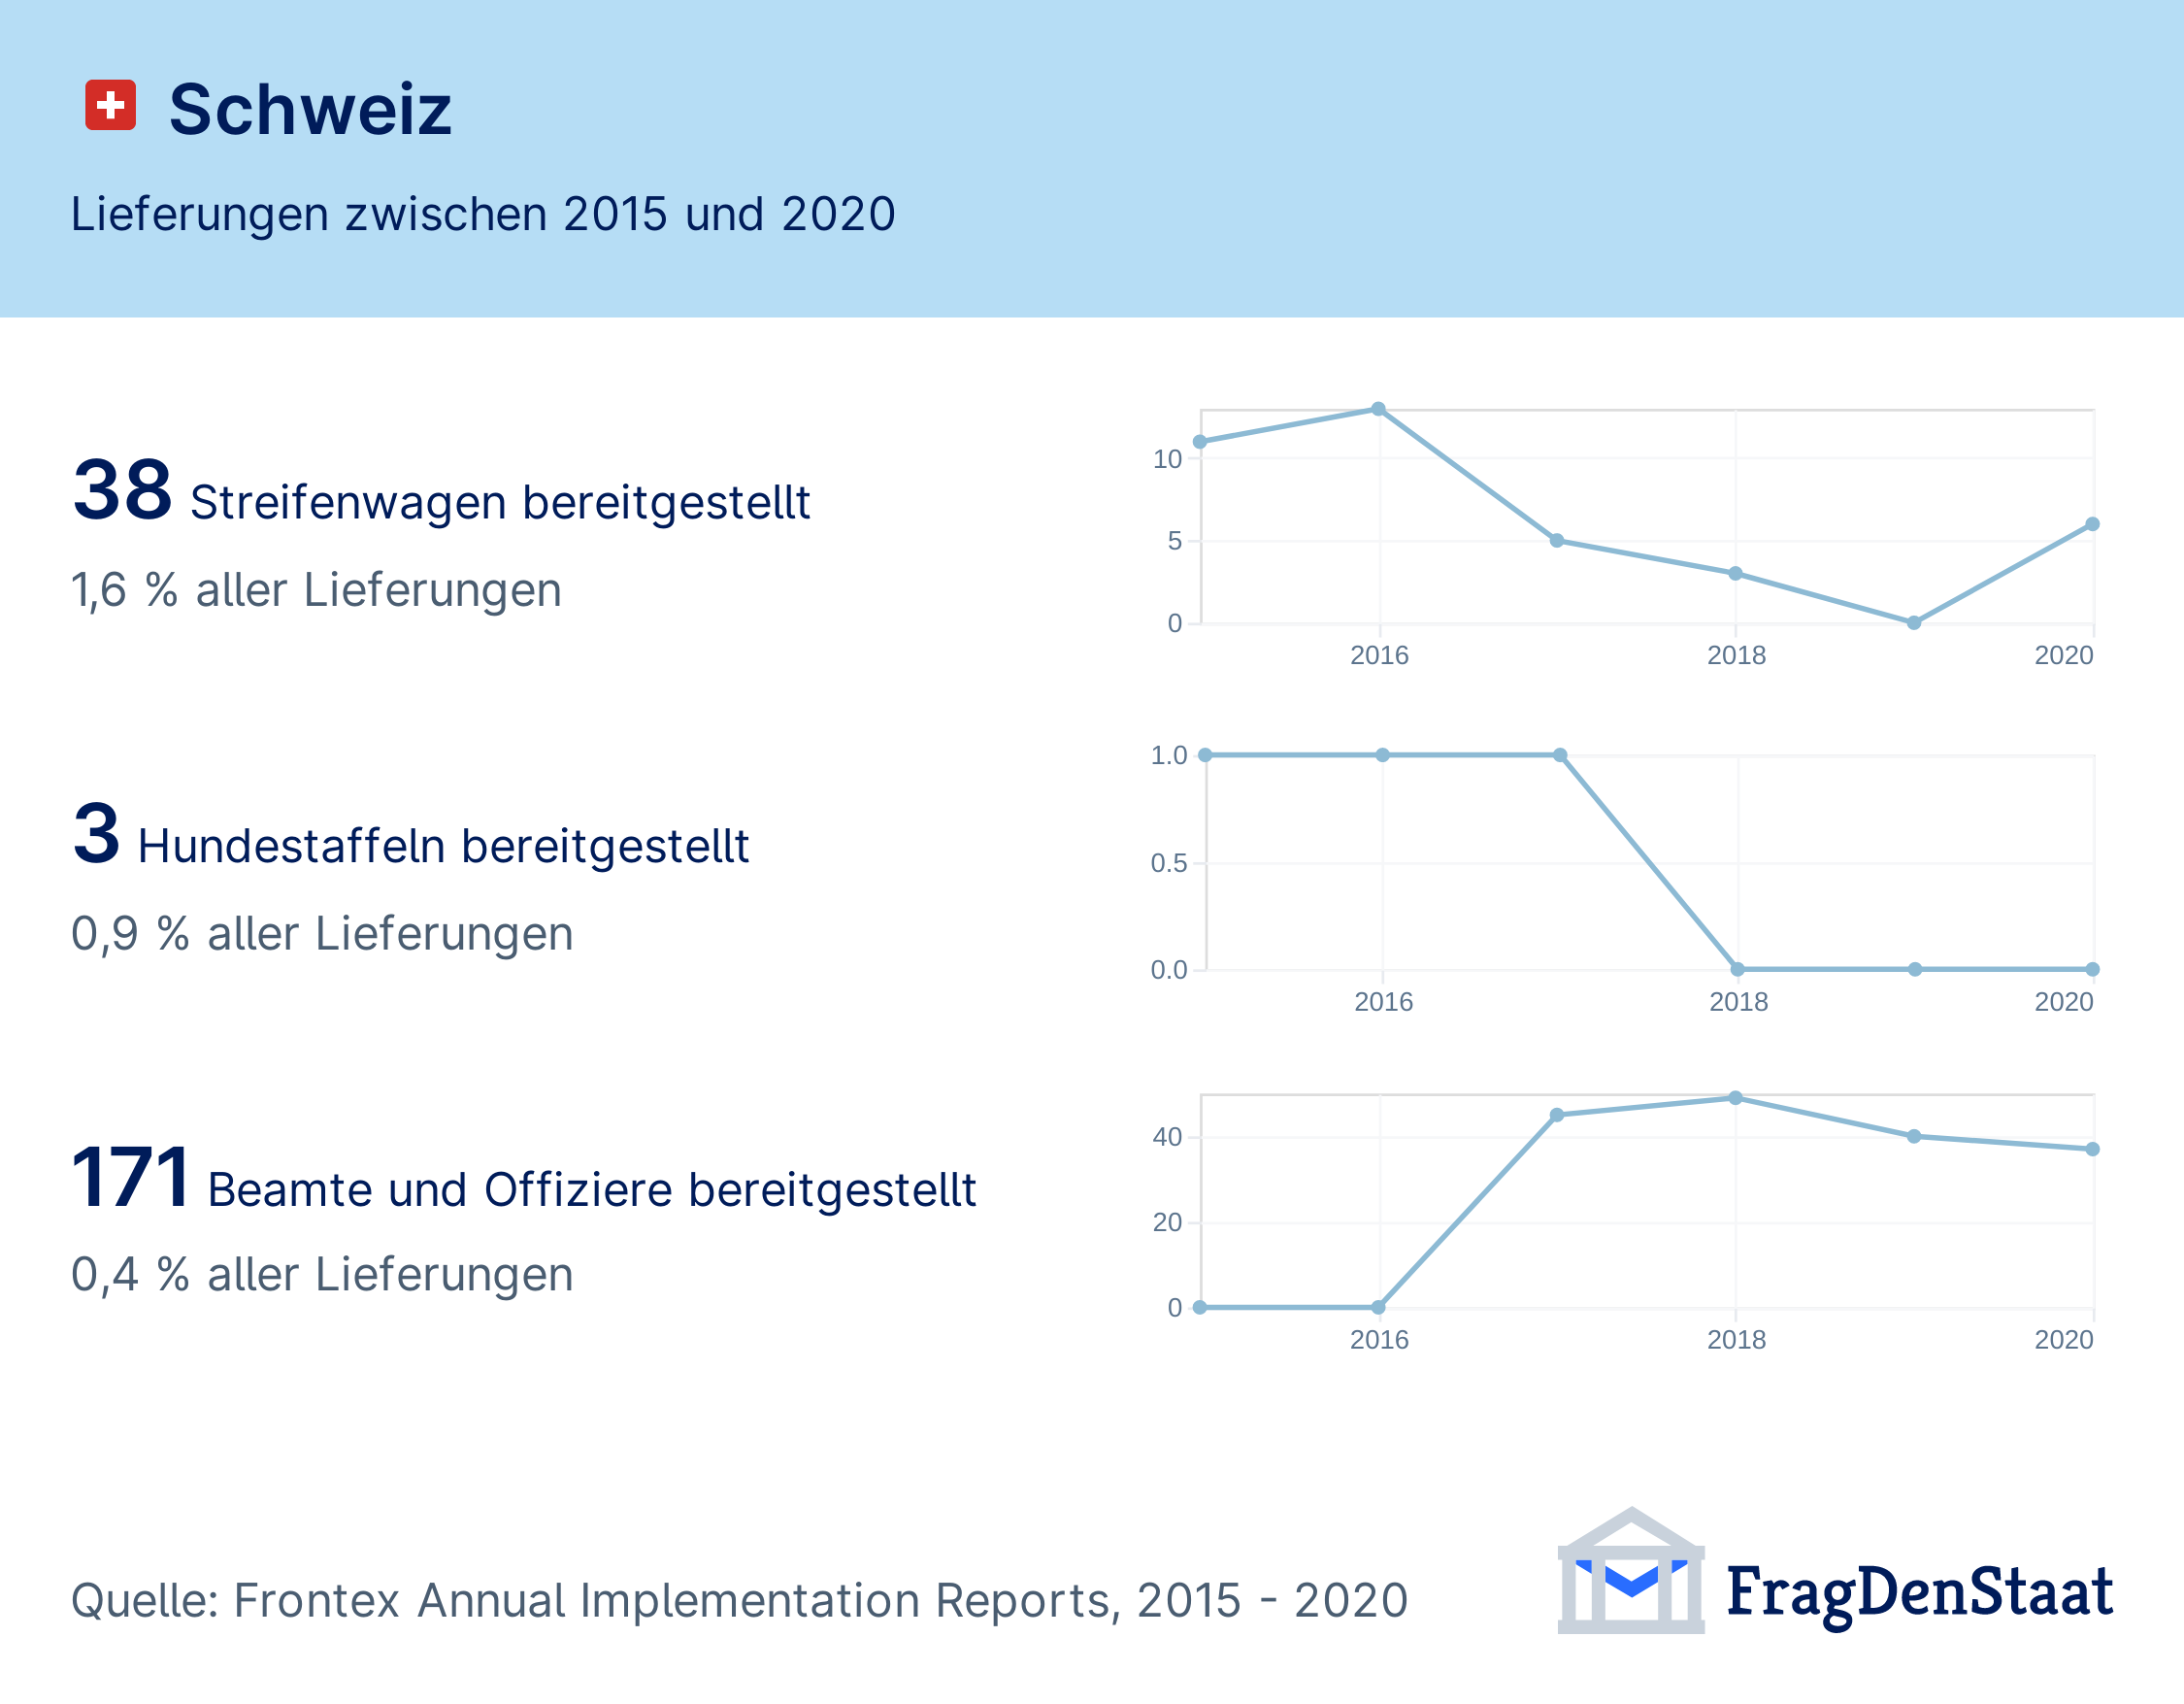 Schweiz
Lieferungen zwischen 2015 und 2020
38 Streifenwagen bereitgestellt
1,6 % aller Lieferungen
10
5
0
2016 2018 2020
3 Hundestaffeln bereitgestellt
0,9 % aller Lieferungen
1.0
0.5
0.0
2016 2018 2020
171 Beamte und Offiziere bereitgestellt
0,4 % aller Lieferungen
40
20
0
2016 2018 2020
Quelle: Frontex Annual Implementation Reports, 2015 - 2020
FragDenStaat